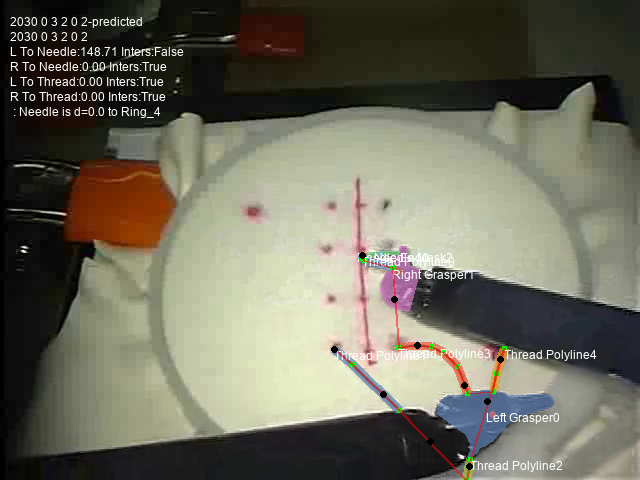 2030 0 3 2 0 2-predicted
2030 0 3 2 0 2
L To Needle:148.71 Inters:False
R To Needle:0.00 Inters:True
L To Thread:0.00 Inters:True
R To Thread:0.00 Inters:True
: Needle is d=0.0 to Ring_4
Right Grasper1
Thread Polyline3
Thread Polyline4
Left Grasper0
Thread Polyline2